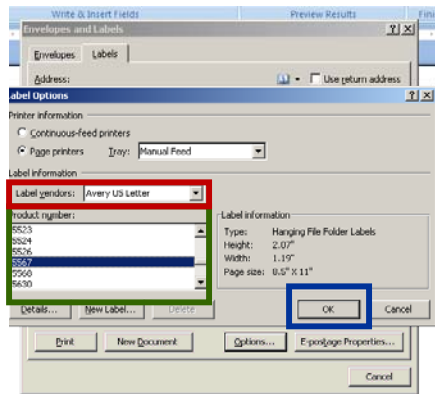 Write & Insert Fields Preview Results Fini
Envelopes and Labels
Envelopes Labels
Address: Use return address
abel Options
Printer information
Continuous-feed printers
Page printers Tray: Manual Feed
Label information
Label vendors: Avery US Letter
Product number:
5523
5524
5526
5567
5568
5630
Label information
Type: Hanging File Folder Labels
Height: 2.07"
Width: 1.19"
Page size: 8.5" X 11"
Details... New Label... Delete OK Cancel
Print New Document Options... E-postage Properties...
Cancel